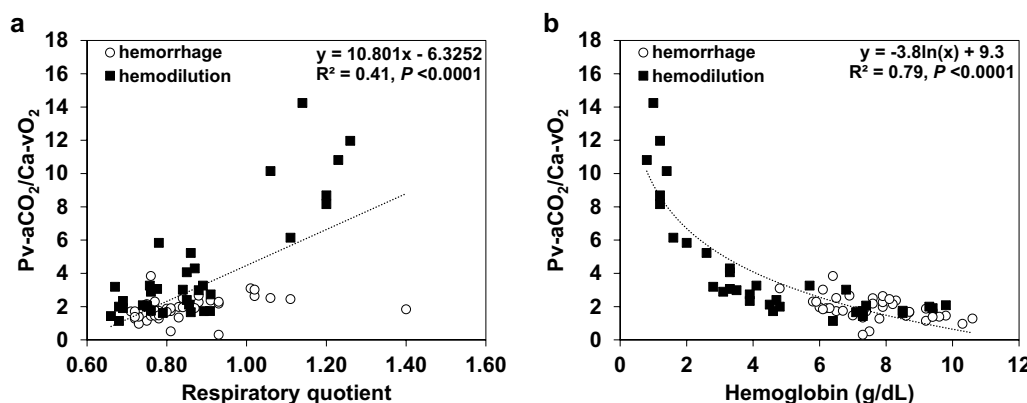 a
18
16
14
12
10
8
6
4
2
0
Pv-aCO₂/Ca-vO₂
hemorrhage
hemodilution
y = 10.801x - 6.3252
R² = 0.41, P <0.0001
0.60 0.80 1.00 1.20 1.40 1.60
Respiratory quotient
b
18
16
14
12
10
8
6
4
2
0
Pv-aCO₂/Ca-vO₂
hemorrhage
hemodilution
y = -3.8ln(x) + 9.3
R² = 0.79, P <0.0001
0 2 4 6 8 10 12
Hemoglobin (g/dL)